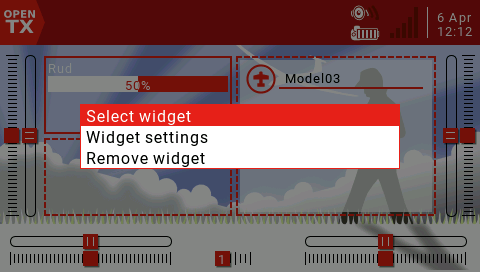 OPEN
TX
6 Apr
12:12
Rud
50%
Model03
Select widget
Widget settings
Remove widget
1